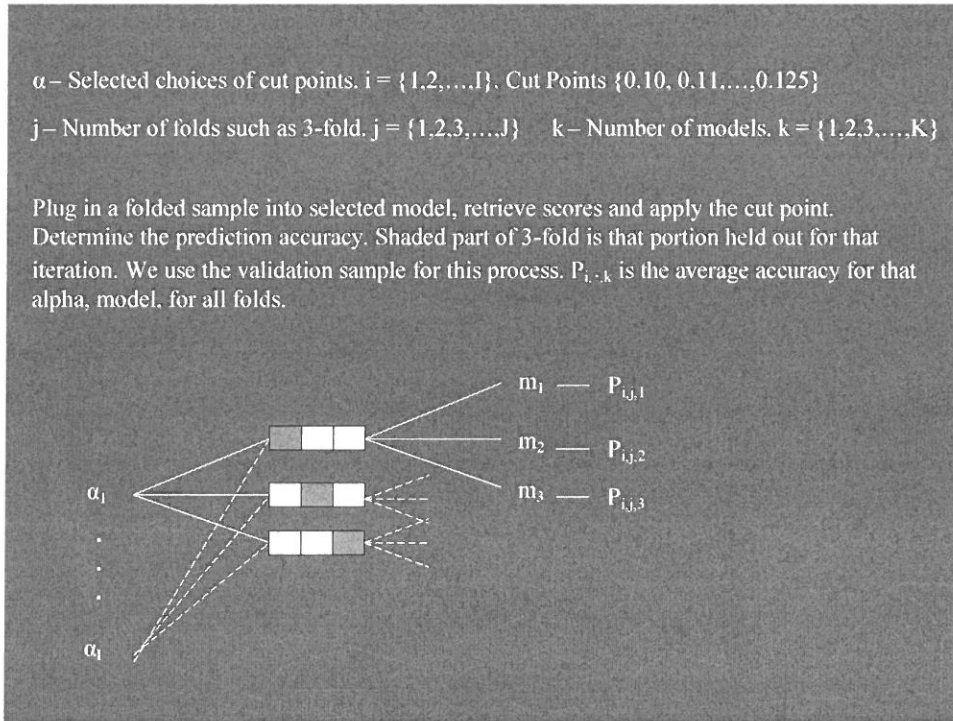 α – Selected choices of cut points. i = {1,2,…,I}. Cut Points {0.10, 0.11,…,0.125}
j – Number of folds such as 3-fold. j = {1,2,3,…,J} k – Number of models. k = {1,2,3,…,K}
Plug in a folded sample into selected model, retrieve scores and apply the cut point.
Determine the prediction accuracy. Shaded part of 3-fold is that portion held out for that
iteration. We use the validation sample for this process. P_{i,·,k} is the average accuracy for that
alpha, model, for all folds.
m₁ — P_{i,j,1}
m₂ — P_{i,j,2}
α₁
m₃ — P_{i,j,3}
.
.
.
α_I